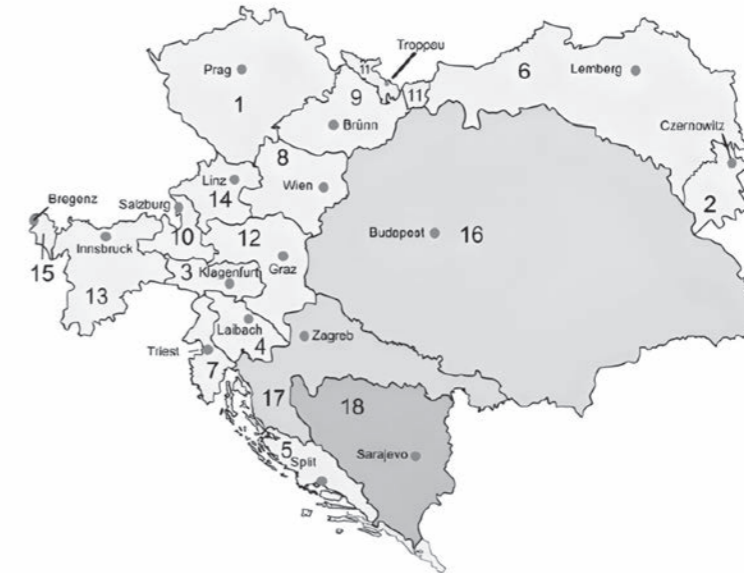 Troppau
11
6
Prag
Lemberg
9
11
1
Brünn
Czernowitz
8
Linz
Wien
14
2
Bregenz
Salzburg
10
12
Innsbruck
Budapest
16
15
3
Klagenfurt
Graz
13
Laibach
4
Zagreb
Triest
7
17
18
5
Split
Sarajevo